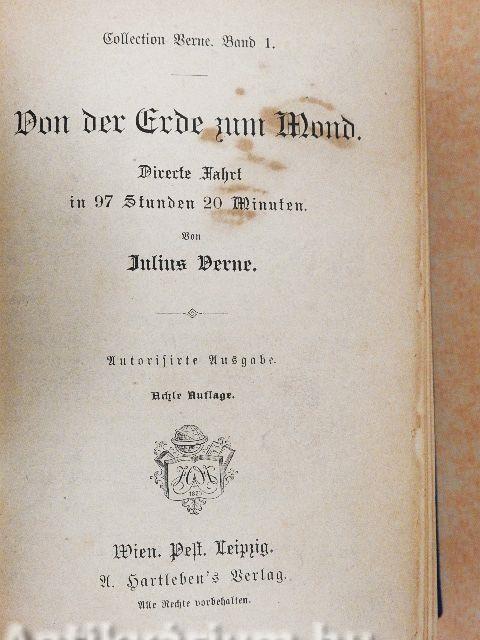 Collection Verne. Band 1.
Von der Erde zum Mond.
Directe Fahrt
in 97 Stunden 20 Minuten.
Von
Julius Verne.
Autorisirte Ausgabe.
Achte Auflage.
Wien. Pest. Leipzig.
A. Hartleben's Verlag.
Alle Rechte vorbehalten.